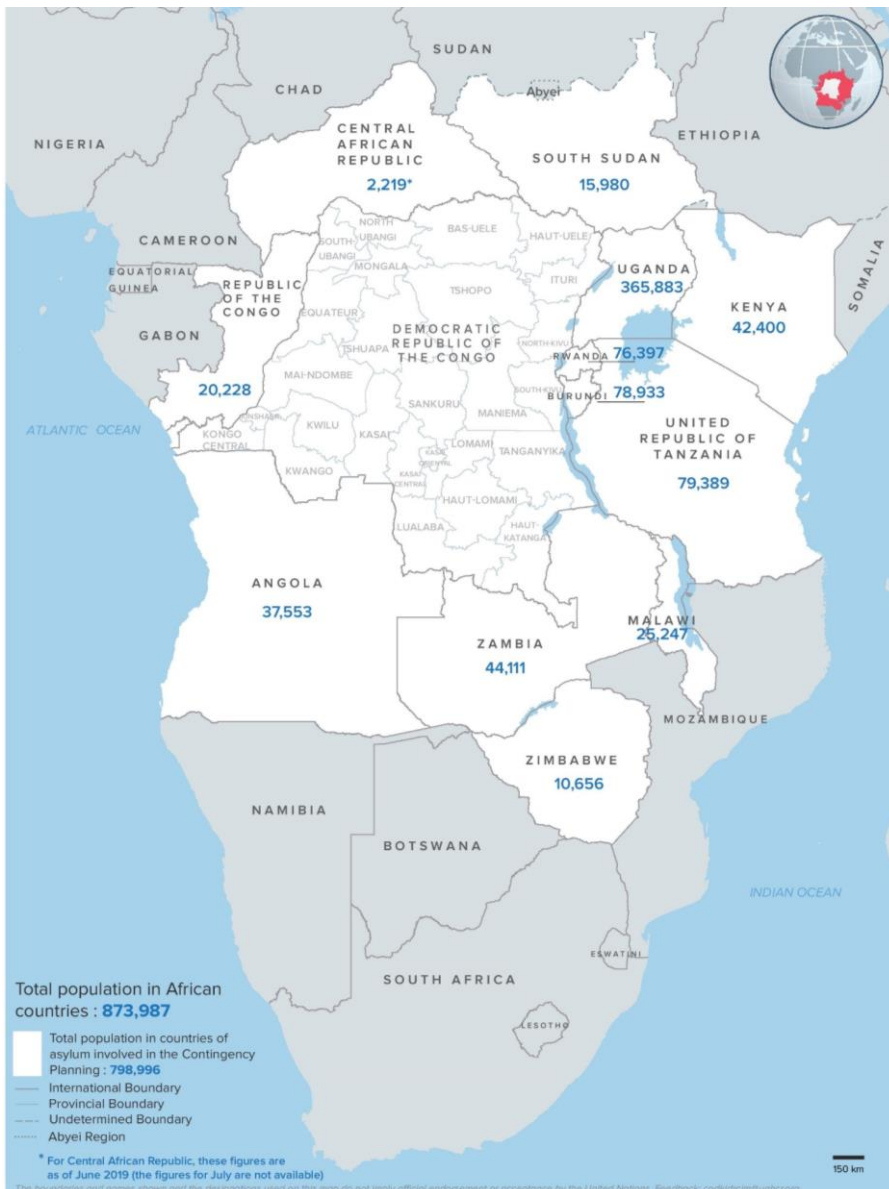 SUDAN
CHAD
Abyei
NIGERIA
ETHIOPIA
CENTRAL
AFRICAN
REPUBLIC
2,219*
SOUTH SUDAN
15,980
CAMEROON
NORTH
UBANGI
SOUTH
UBANGI
BAS-UELE
HAUT-UELE
MONGALA
SOMALIA
EQUATORIAL
GUINEA
REPUBLIC
OF THE
CONGO
20,228
UGANDA
365,883
ITURI
TSHOPO
KENYA
42,400
GABON
EQUATEUR
TSHUAPA
DEMOCRATIC
REPUBLIC OF
THE CONGO
NORTH-KIVU
RWANDA 76,397
MAI-NDOMBE
SOUTH-KIVU
BURUNDI 78,933
SANKURU
MANIEMA
ATLANTIC OCEAN
KONGO
CENTRAL
KWILU
KASAI
KWANGO
LOMAMI
TANGANYIKA
UNITED
REPUBLIC OF
TANZANIA
79,389
KASAI
CENTRAL
HAUT-LOMAMI
LUALABA
HAUT-
KATANGA
ANGOLA
37,553
ZAMBIA
44,111
MALAWI
25,247
MOZAMBIQUE
ZIMBABWE
10,656
NAMIBIA
BOTSWANA
INDIAN OCEAN
ESWATINI
SOUTH AFRICA
LESOTHO
Total population in African
countries : 873,987
Total population in countries of
asylum involved in the Contingency
Planning : 798,996
International Boundary
Provincial Boundary
Undetermined Boundary
Abyei Region
* For Central African Republic, these figures are
as of June 2019 (the figures for July are not available)
150 km